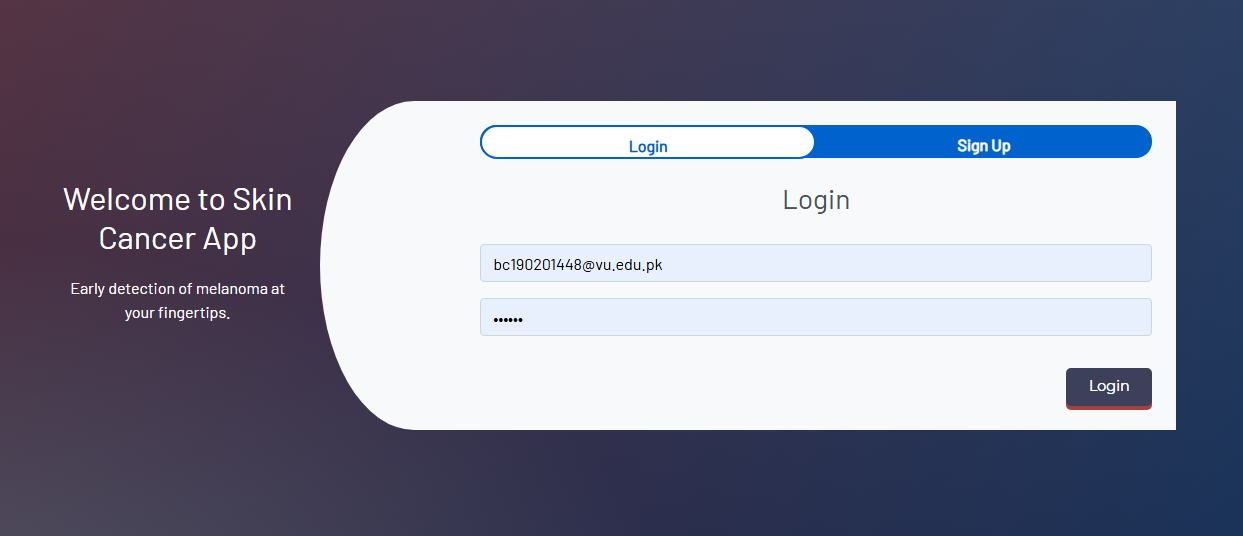 Welcome to Skin
Cancer App
Early detection of melanoma at
your fingertips.
Login
Sign Up
Login
bc190201448@vu.edu.pk
••••••
Login